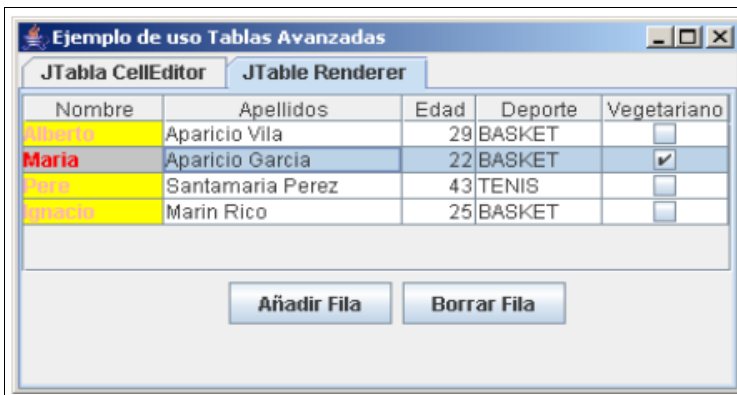 Ejemplo de uso Tablas Avanzadas
JTabla CellEditor JTable Renderer
Nombre Apellidos Edad Deporte Vegetariano
Alberto Aparicio Vila 29 BASKET
Maria Aparicio Garcia 22 BASKET
Pere Santamaria Perez 43 TENIS
Ignacio Marin Rico 25 BASKET
Añadir Fila Borrar Fila